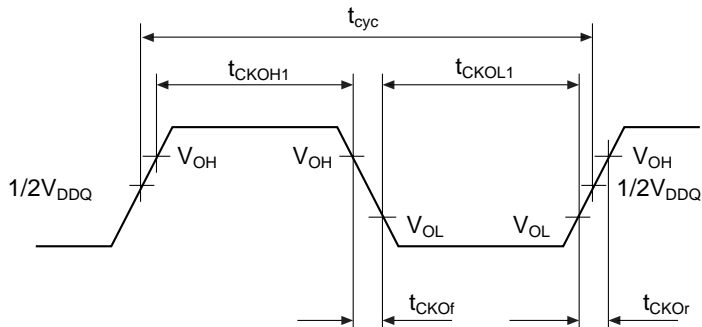 tcyc
tCKOH1
tCKOL1
VOH
VOH
VOH
1/2VDDQ
1/2VDDQ
VOL
VOL
tCKOf
tCKOr